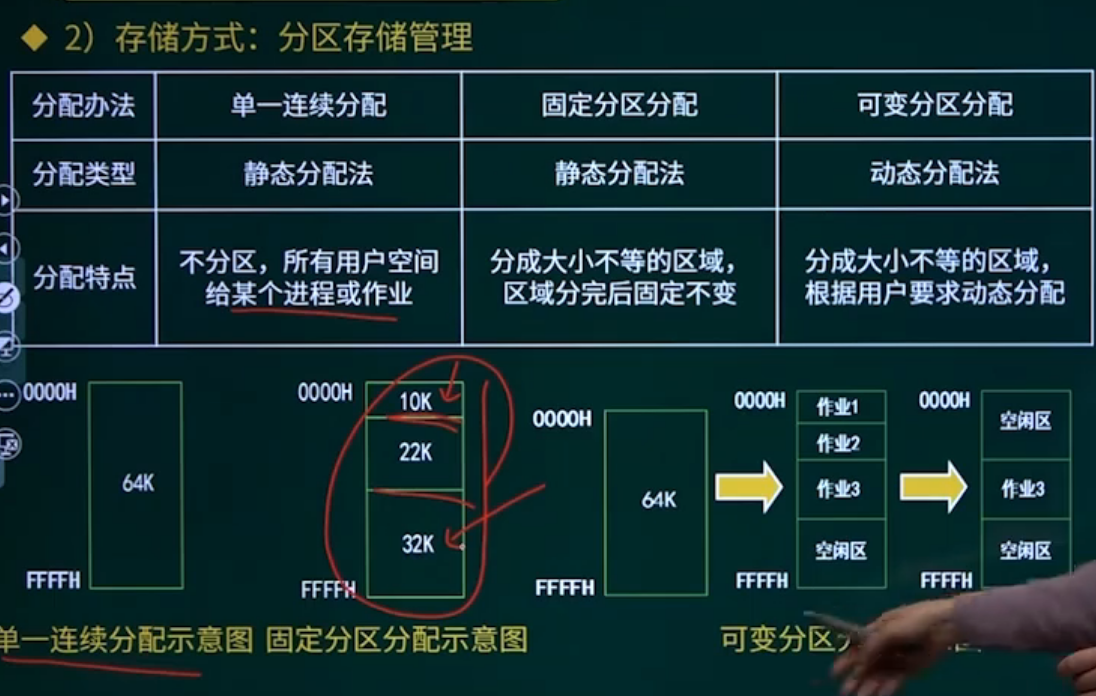 ◆ 2）存储方式：分区存储管理
分配办法 单一连续分配 固定分区分配 可变分区分配
分配类型 静态分配法 静态分配法 动态分配法
分配特点
不分区，所有用户空间
给某个进程或作业
分成大小不等的区域，
区域分完后固定不变
分成大小不等的区域，
根据用户要求动态分配
0000H
64K
FFFFH
0000H
10K
22K
32K
FFFFH
0000H
64K
FFFFH
0000H
作业1
作业2
作业3
空闲区
FFFFH
0000H
空闲区
作业3
空闲区
FFFFH
单一连续分配示意图 固定分区分配示意图 可变分区